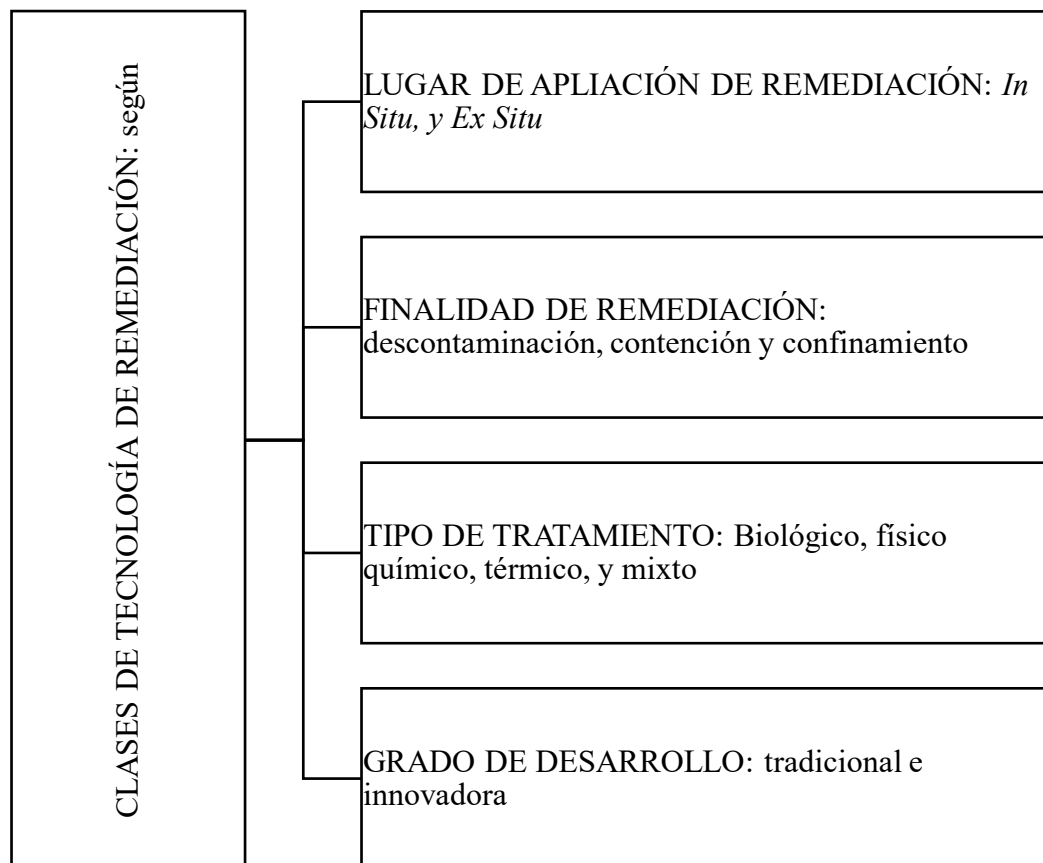 CLASES DE TECNOLOGÍA DE REMEDIACIÓN: según
LUGAR DE APLIACIÓN DE REMEDIACIÓN: In
Situ, y Ex Situ
FINALIDAD DE REMEDIACIÓN:
descontaminación, contención y confinamiento
TIPO DE TRATAMIENTO: Biológico, físico
químico, térmico, y mixto
GRADO DE DESARROLLO: tradicional e
innovadora